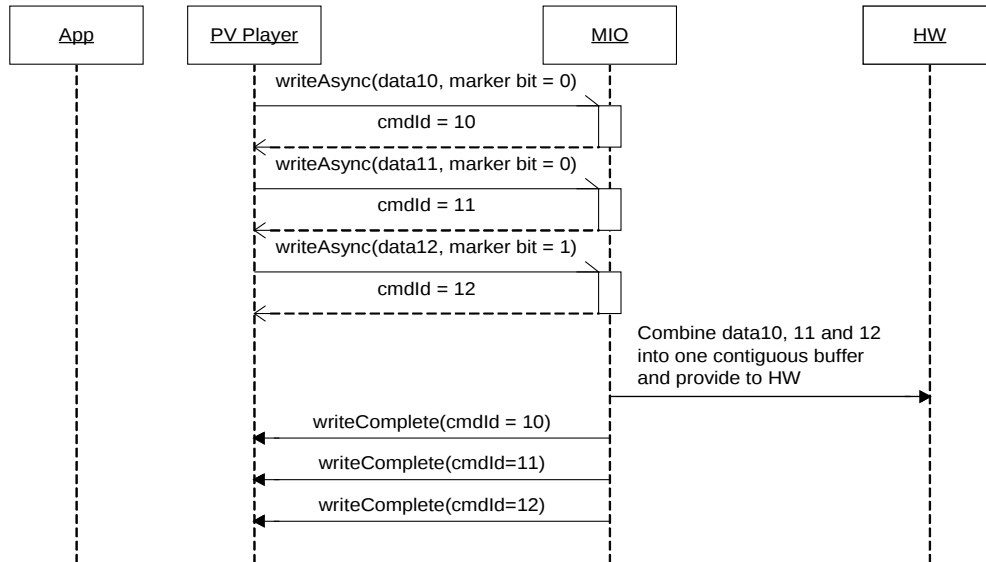 App
PV Player
MIO
HW
writeAsync(data10, marker bit = 0)
cmdId = 10
writeAsync(data11, marker bit = 0)
cmdId = 11
writeAsync(data12, marker bit = 1)
cmdId = 12
Combine data10, 11 and 12
into one contiguous buffer
and provide to HW
writeComplete(cmdId = 10)
writeComplete(cmdId=11)
writeComplete(cmdId=12)